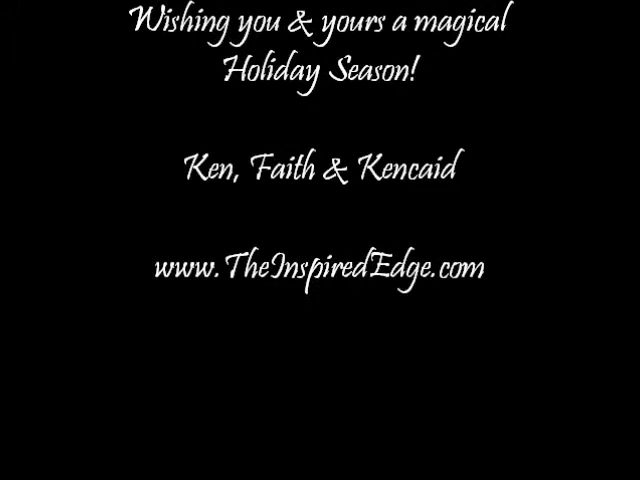 Wishing you & yours a magical
Holiday Season!
Ken, Faith & Kencaid
www.TheInspiredEdge.com